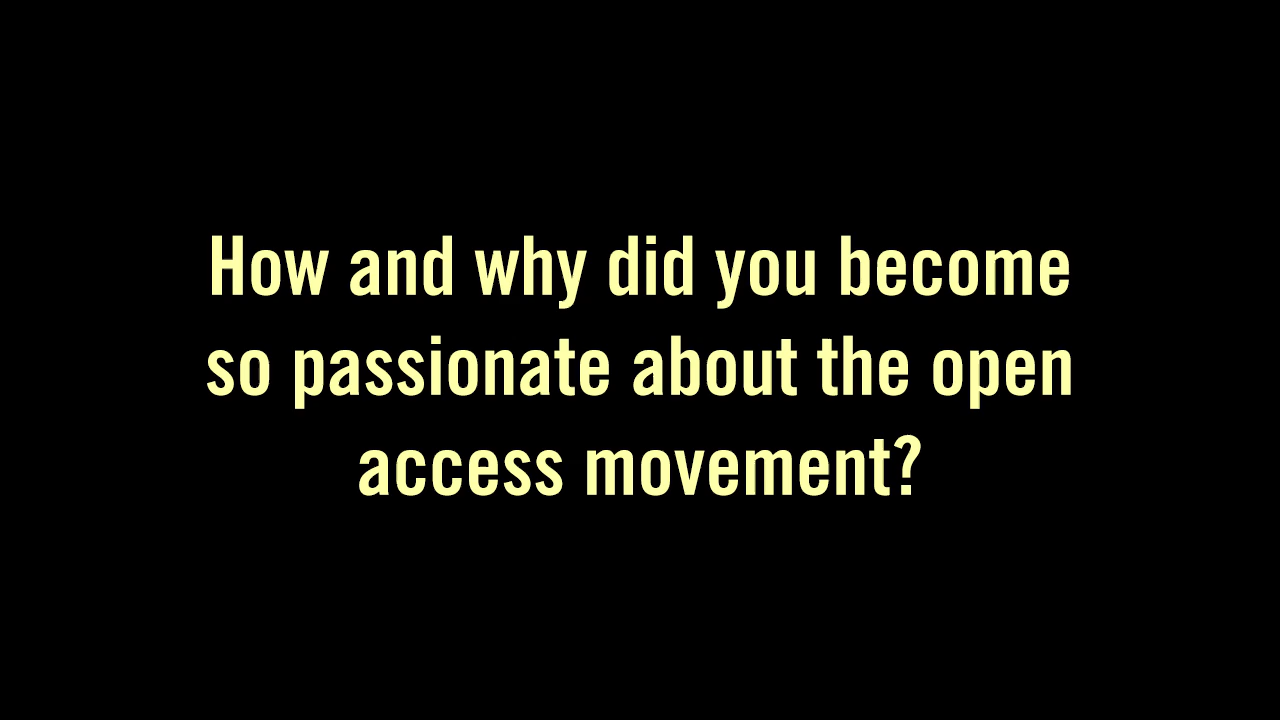 How and why did you become
so passionate about the open
access movement?